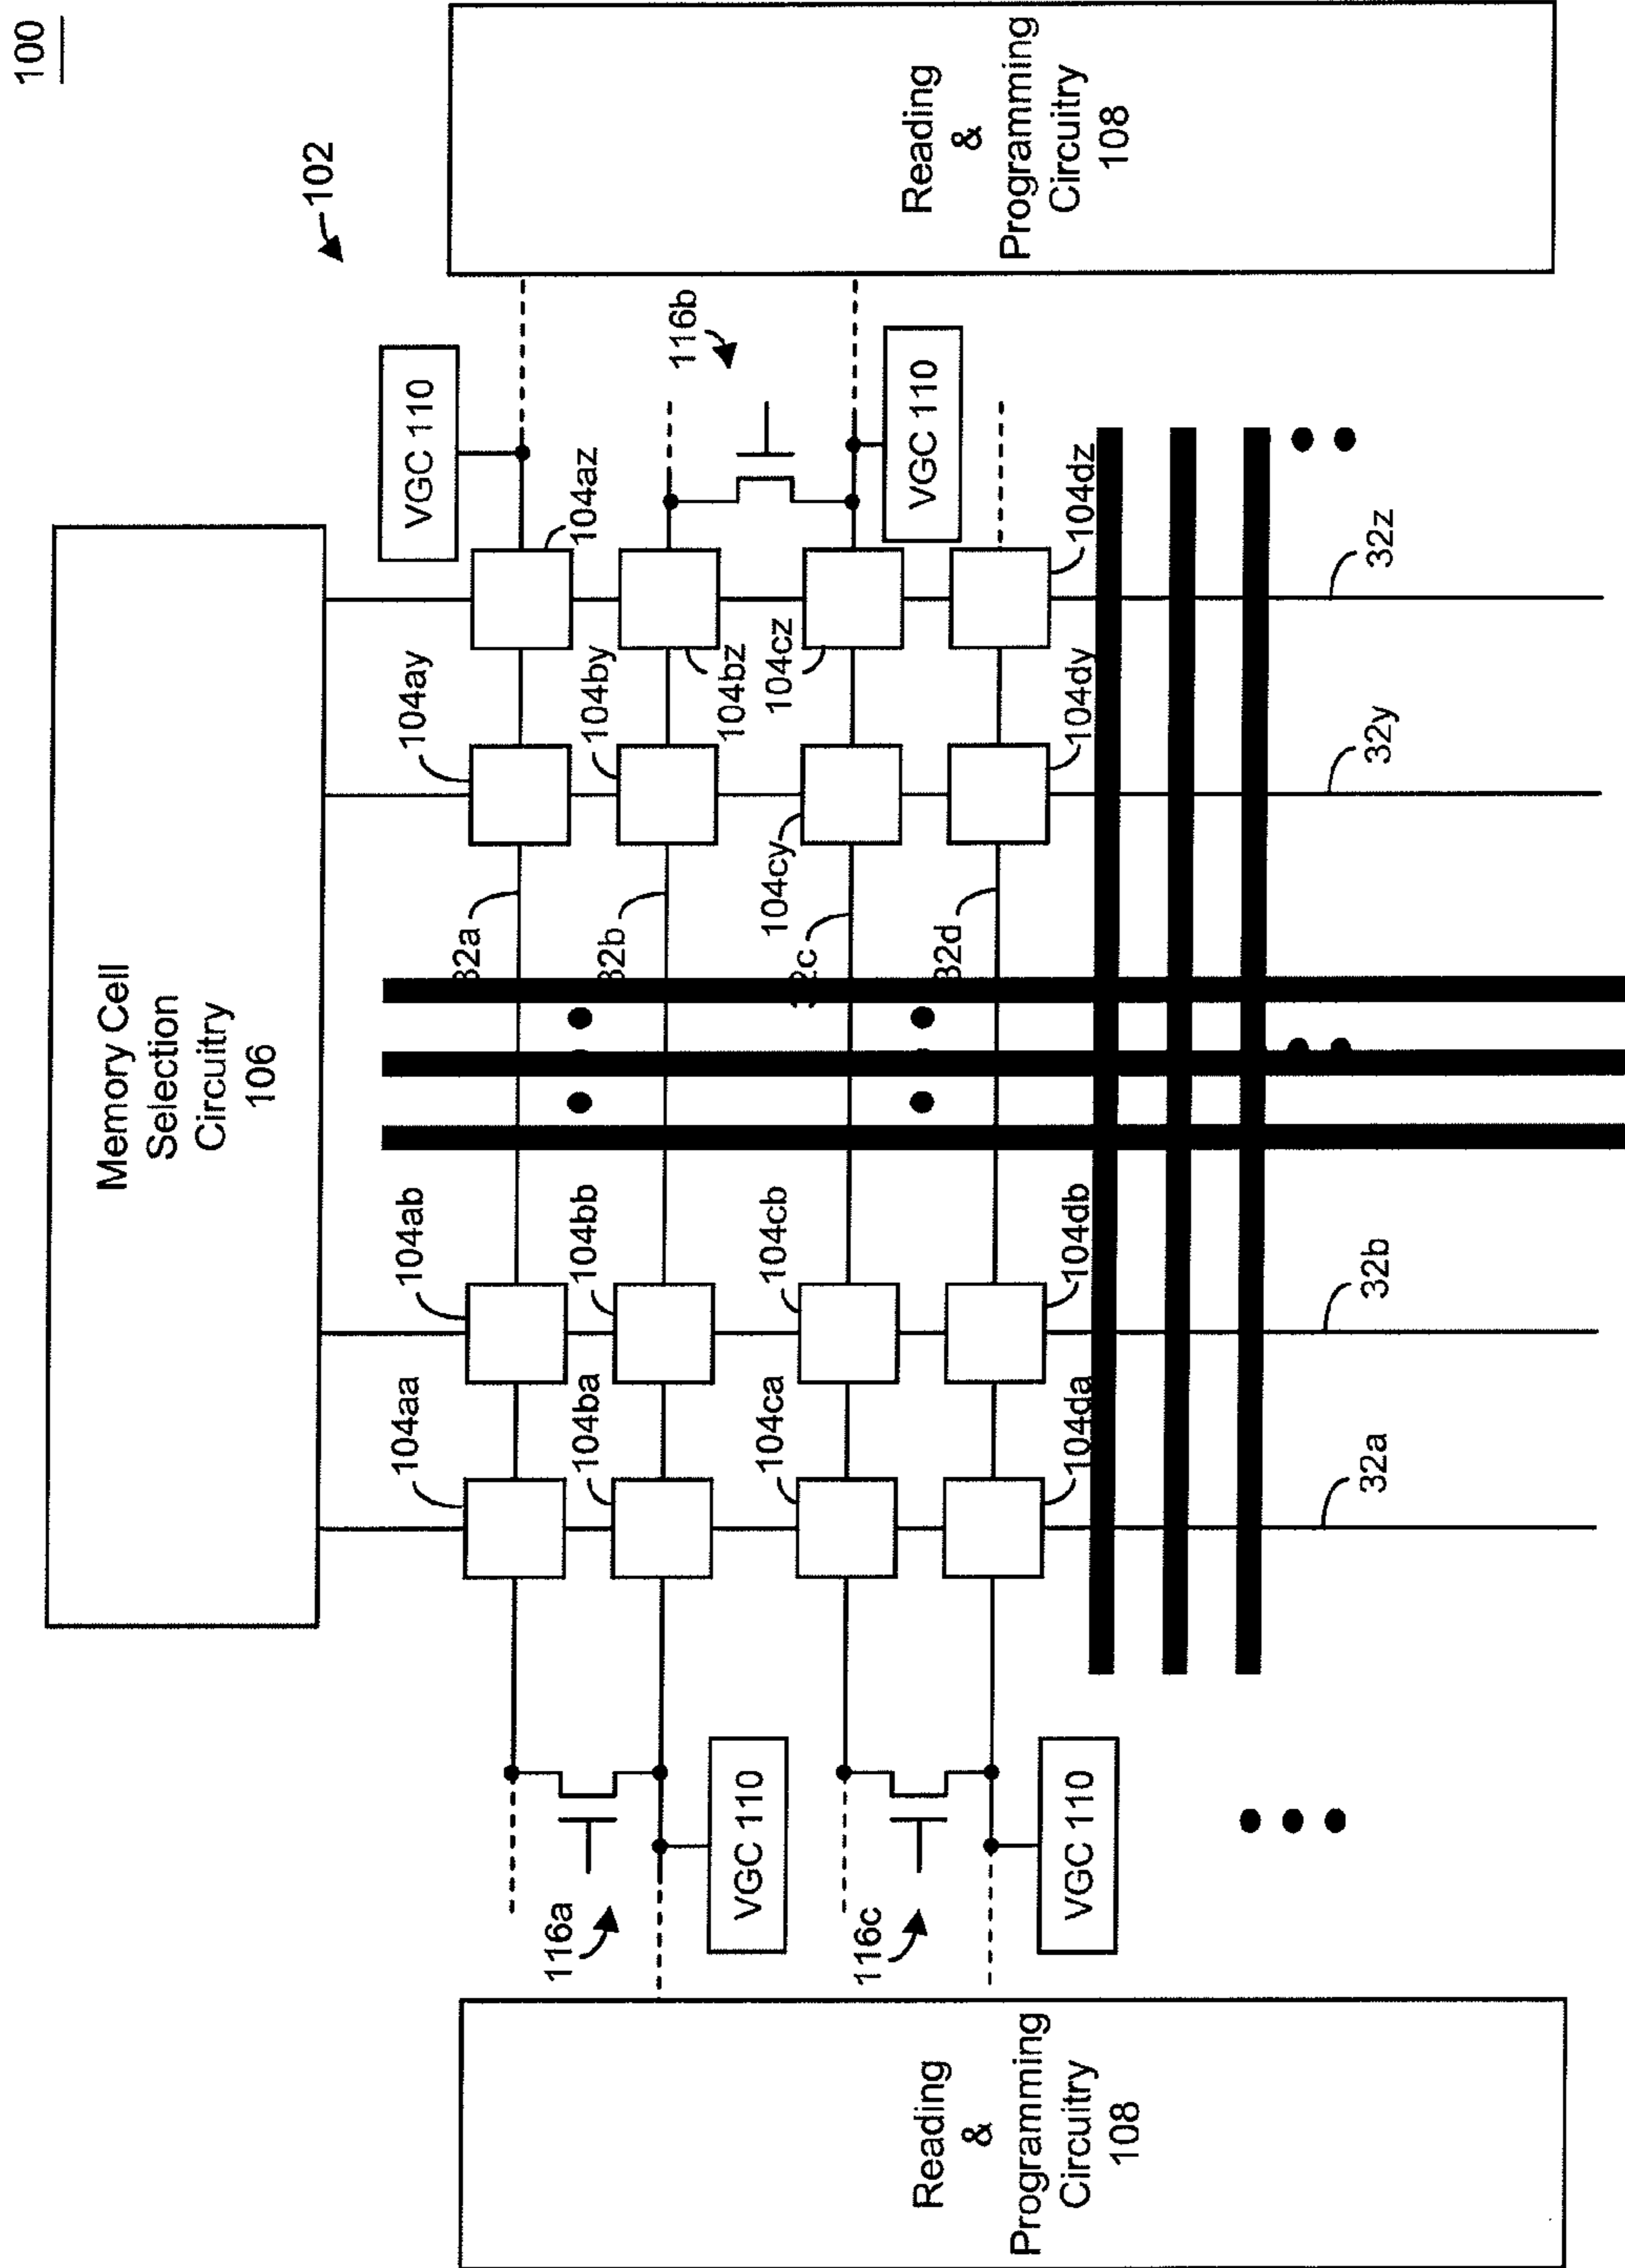 100
Memory Cell
Selection
Circuitry
106
102
VGC 110
104aa
104ab
32a
104ay
104az
116a
104ba
104bb
32b
104by
104bz
116b
VGC 110
104ca
104cb
104cy
104cz
VGC 110
116c
32d
104da
104db
104dy
104dz
VGC 110
Reading
&
Programming
Circuitry
108
Reading
&
Programming
Circuitry
108
32a
32b
32y
32z